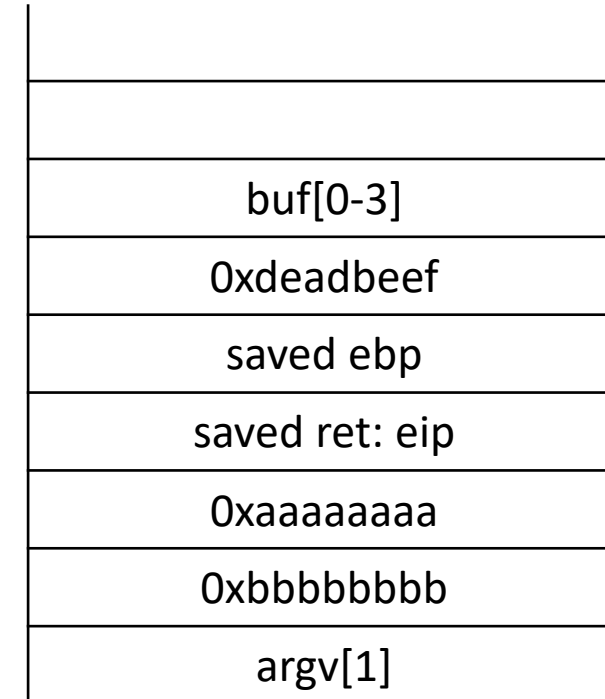 buf[0-3]
0xdeadbeef
saved ebp
saved ret: eip
0xaaaaaaaa
0xbbbbbbbb
argv[1]